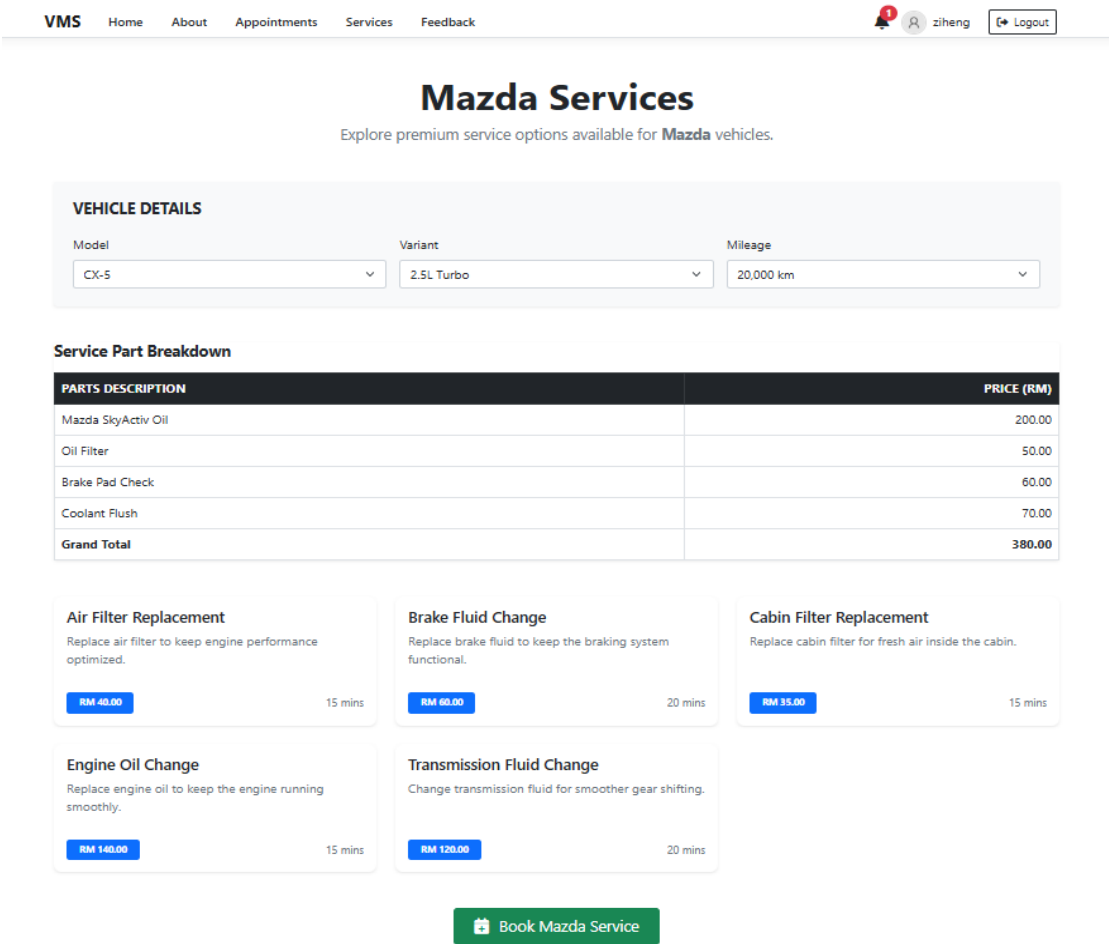 VMS Home About Appointments Services Feedback 1 ziheng Logout
Mazda Services
Explore premium service options available for Mazda vehicles.
VEHICLE DETAILS
Model Variant Mileage
CX-5 2.5L Turbo 20,000 km
Service Part Breakdown
PARTS DESCRIPTION PRICE (RM)
Mazda SkyActiv Oil 200.00
Oil Filter 50.00
Brake Pad Check 60.00
Coolant Flush 70.00
Grand Total 380.00
Air Filter Replacement
Replace air filter to keep engine performance
optimized.
RM 40.00 15 mins
Brake Fluid Change
Replace brake fluid to keep the braking system
functional.
RM 60.00 20 mins
Cabin Filter Replacement
Replace cabin filter for fresh air inside the cabin.
RM 35.00 15 mins
Engine Oil Change
Replace engine oil to keep the engine running
smoothly.
RM 140.00 15 mins
Transmission Fluid Change
Change transmission fluid for smoother gear shifting.
RM 120.00 20 mins
Book Mazda Service